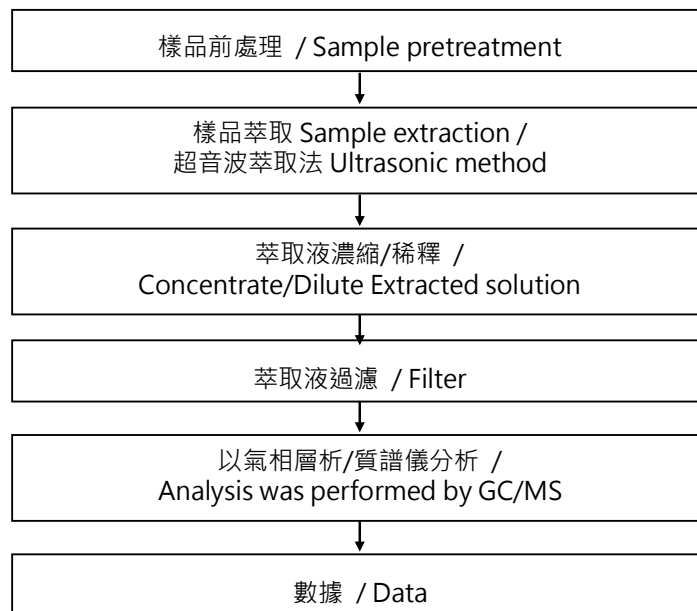 樣品前處理 / Sample pretreatment
樣品萃取 Sample extraction /
超音波萃取法 Ultrasonic method
萃取液濃縮/稀釋 /
Concentrate/Dilute Extracted solution
萃取液過濾 / Filter
以氣相層析/質譜儀分析 /
Analysis was performed by GC/MS
數據 / Data